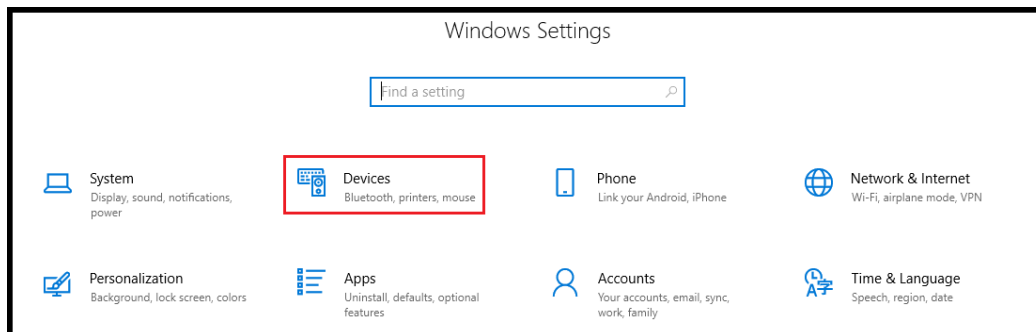 Windows Settings
Find a setting
System
Display, sound, notifications,
power
Devices
Bluetooth, printers, mouse
Phone
Link your Android, iPhone
Network & Internet
Wi-Fi, airplane mode, VPN
Personalization
Background, lock screen, colors
Apps
Uninstall, defaults, optional
features
Accounts
Your accounts, email, sync,
work, family
Time & Language
Speech, region, date